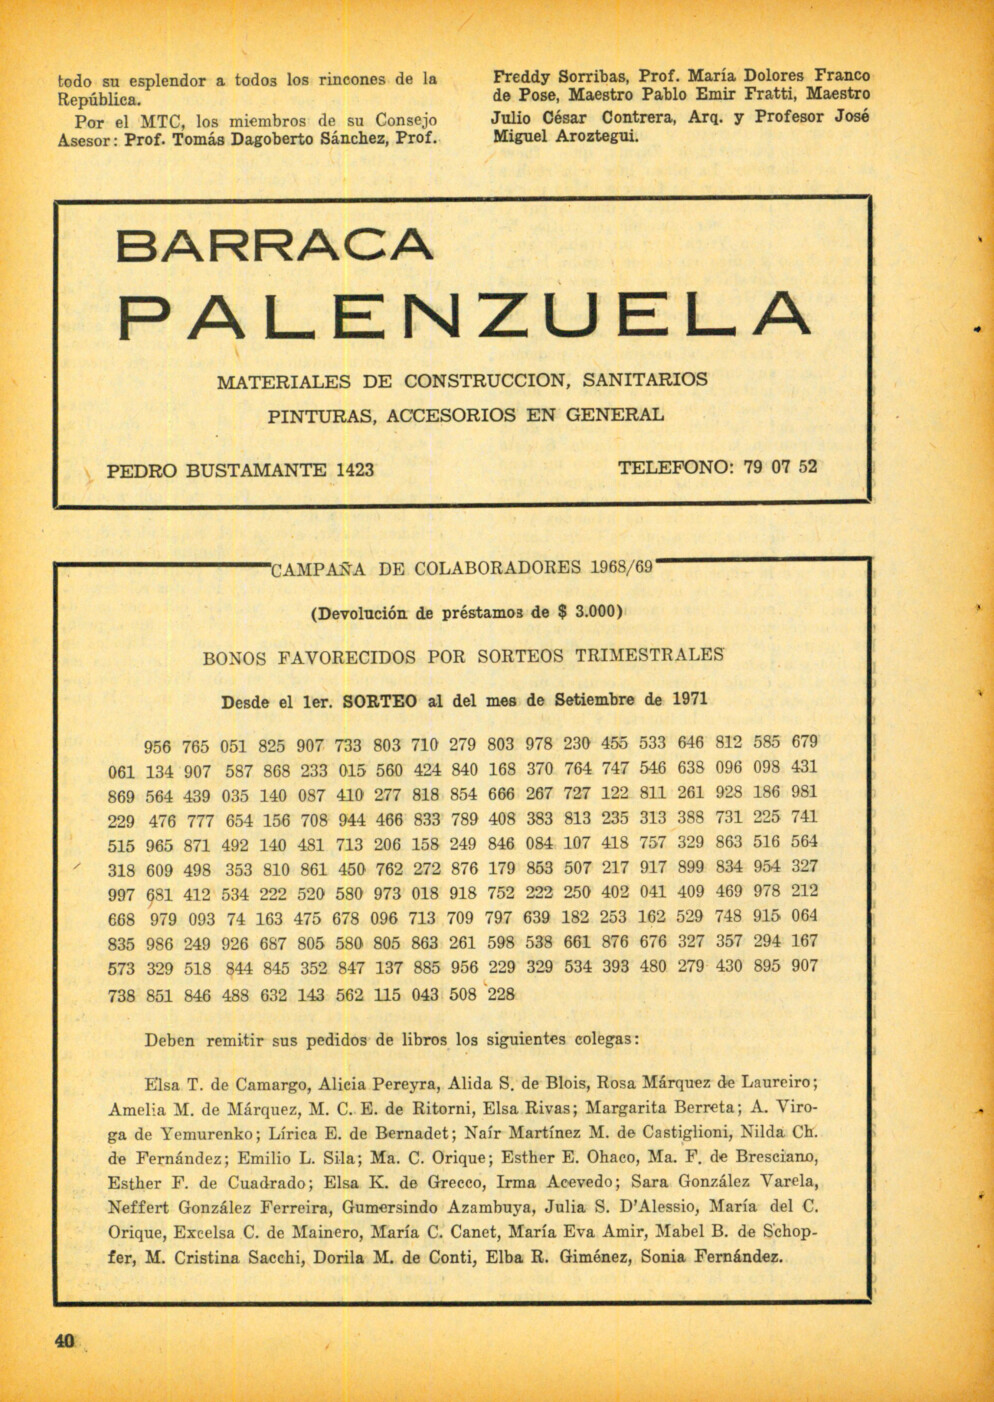 todo su esplendor a todos los rincones de la
República.
Por el MTC, los miembros de su Consejo
Asesor: Prof. Tomás Dagoberto Sánchez, Prof.
Freddy Sorribas, Prof. María Dolores Franco
de Pose, Maestro Pablo Emir Fratti, Maestro
Julio César Contrera, Arq. y Profesor José
Miguel Aroztegui.
BARRACA
PALENZUELA
MATERIALES DE CONSTRUCCION, SANITARIOS
PINTURAS, ACCESORIOS EN GENERAL
PEDRO BUSTAMANTE 1423 TELEFONO: 79 07 52
CAMPAÑA DE COLABORADORES 1968/69
(Devolución de préstamos de $ 3.000)
BONOS FAVORECIDOS POR SORTEOS TRIMESTRALES
Desde el 1er. SORTEO al del mes de Setiembre de 1971
956 765 051 825 907 733 803 710 279 803 978 230 455 533 646 812 585 679
061 134 907 587 868 233 015 560 424 840 168 370 764 747 546 638 096 098 431
869 564 439 035 140 087 410 277 818 854 666 267 727 122 811 261 928 186 981
229 476 777 654 156 708 944 466 833 789 408 383 813 235 313 388 731 225 741
515 965 871 492 140 481 713 206 158 249 846 084 107 418 757 329 863 516 564
318 609 498 353 810 861 450 762 272 876 179 853 507 217 917 899 834 954 327
997 681 412 534 222 520 580 973 018 918 752 222 250 402 041 409 469 978 212
668 979 093 74 163 475 678 096 713 709 797 639 182 253 162 529 748 915 064
835 986 249 926 687 805 580 805 863 261 598 538 661 876 676 327 357 294 167
573 329 518 844 845 352 847 137 885 956 229 329 534 393 480 279 430 895 907
738 851 846 488 632 143 562 115 043 508 228
Deben remitir sus pedidos de libros los siguientes colegas:
Elsa T. de Camargo, Alicia Pereyra, Alida S. de Blois, Rosa Márquez de Laureiro;
Amelia M. de Márquez, M. C. E. de Ritorni, Elsa Rivas; Margarita Berreta; A. Viro-
ga de Yemurenko; Lírica E. de Bernadet; Naír Martínez M. de Castiglioni, Nilda Ch.
de Fernández; Emilio L. Sila; Ma. C. Orique; Esther E. Ohaco, Ma. F. de Bresciano,
Esther F. de Cuadrado; Elsa K. de Grecco, Irma Acevedo; Sara González Varela,
Neffert González Ferreira, Gumersindo Azambuya, Julia S. D'Alessio, María del C.
Orique, Excelsa C. de Mainero, María C. Canet, María Eva Amir, Mabel B. de Schop-
fer, M. Cristina Sacchi, Dorila M. de Conti, Elba R. Giménez, Sonia Fernández.
40